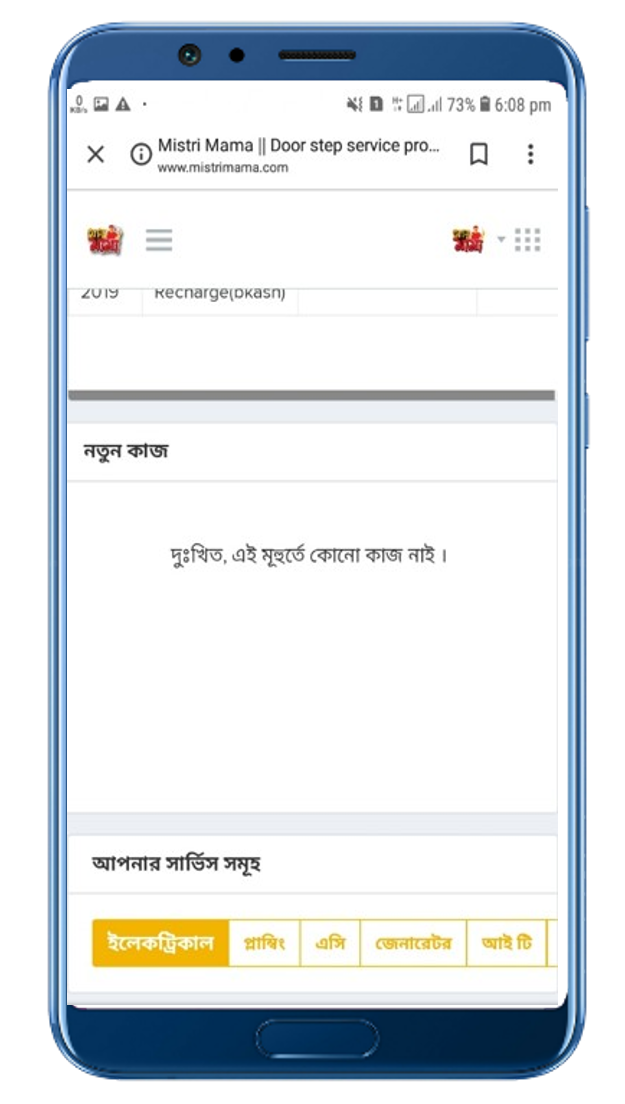 0
KB/s
73% 6:08 pm
Mistri Mama || Door step service pro...
www.mistrimama.com
2019 Recharge(bkash)
নতুন কাজ
দুঃখিত, এই মূহুর্তে কোনো কাজ নাই ।
আপনার সার্ভিস সমূহ
ইলেকট্রিকাল প্লাম্বিং এসি জেনারেটর আই টি